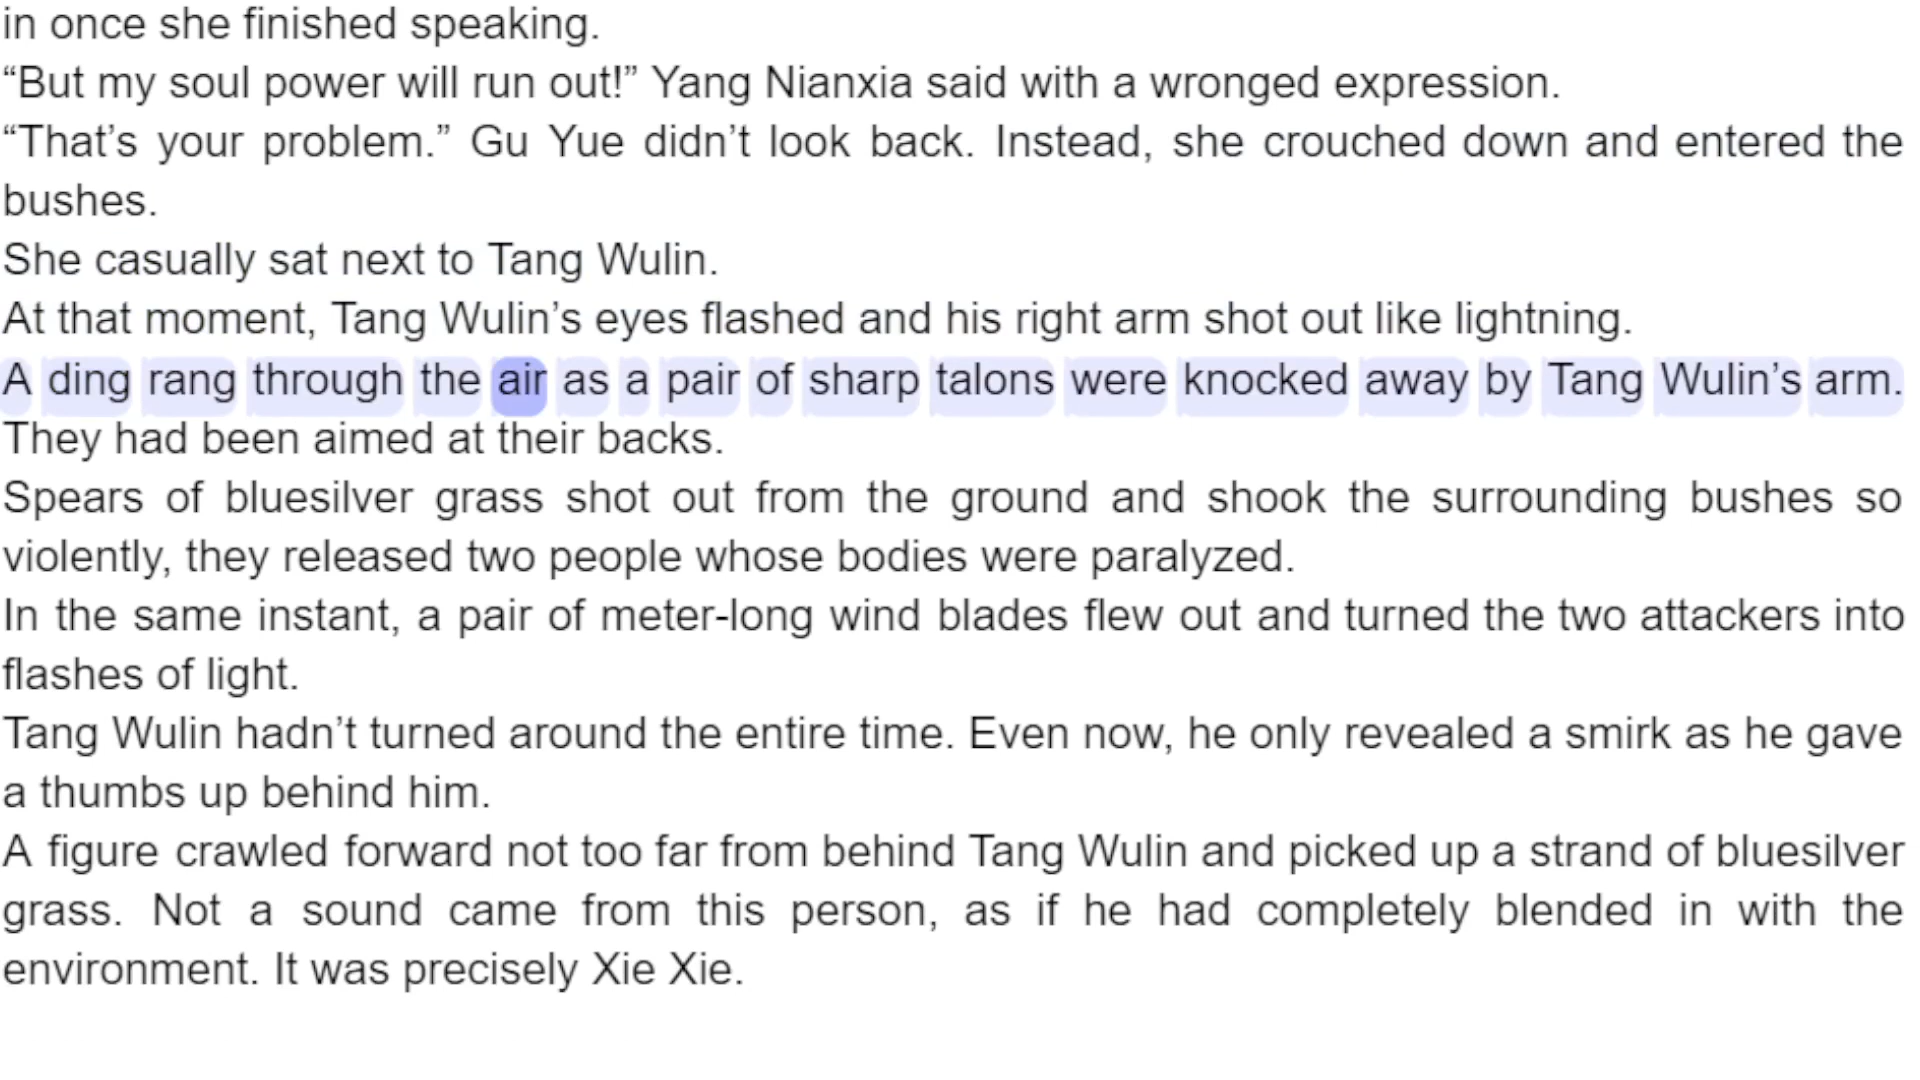 in once she finished speaking.
“But my soul power will run out!” Yang Nianxia said with a wronged expression.
“That’s your problem.” Gu Yue didn’t look back. Instead, she crouched down and entered the
bushes.
She casually sat next to Tang Wulin.
At that moment, Tang Wulin’s eyes flashed and his right arm shot out like lightning.
A ding rang through the air as a pair of sharp talons were knocked away by Tang Wulin’s arm.
They had been aimed at their backs.
Spears of bluesilver grass shot out from the ground and shook the surrounding bushes so
violently, they released two people whose bodies were paralyzed.
In the same instant, a pair of meter-long wind blades flew out and turned the two attackers into
flashes of light.
Tang Wulin hadn’t turned around the entire time. Even now, he only revealed a smirk as he gave
a thumbs up behind him.
A figure crawled forward not too far from behind Tang Wulin and picked up a strand of bluesilver
grass. Not a sound came from this person, as if he had completely blended in with the
environment. It was precisely Xie Xie.